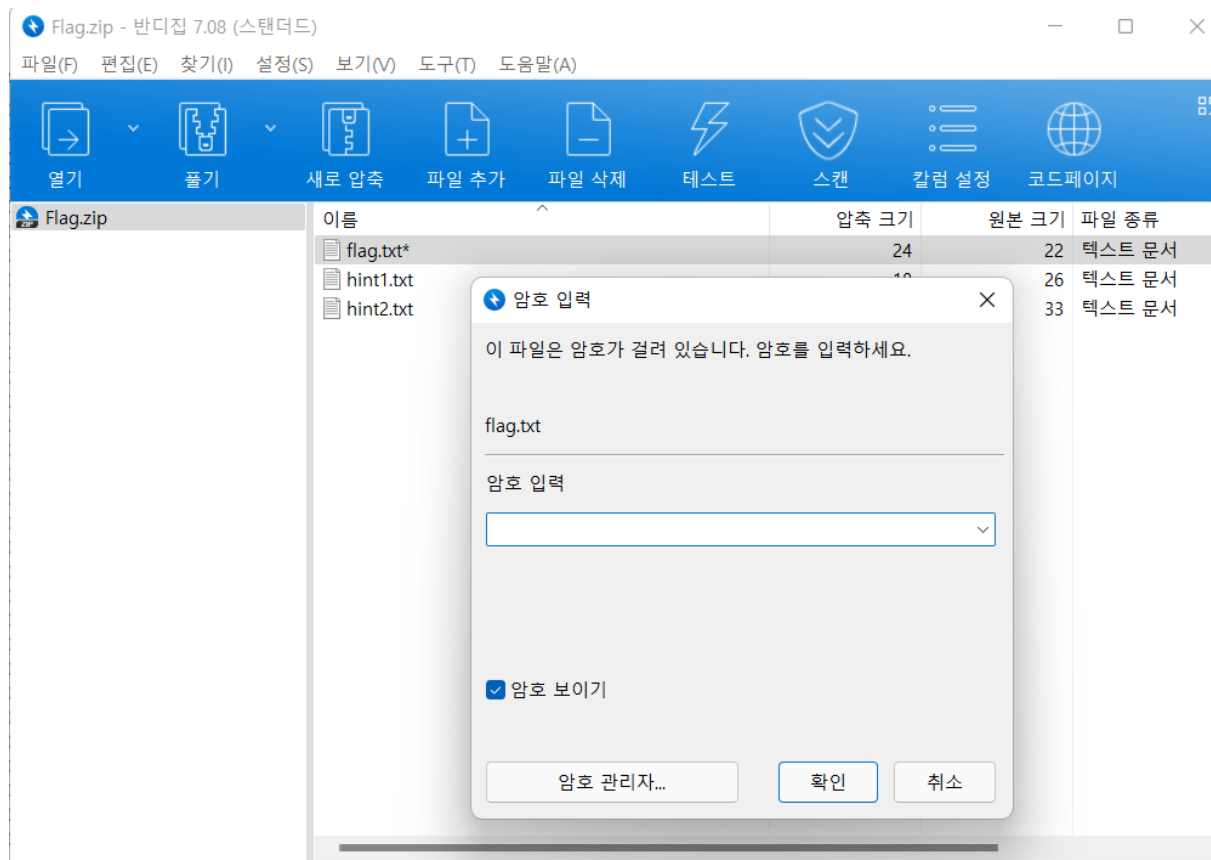 Flag.zip - 반디집 7.08 (스탠더드)
파일(F) 편집(E) 찾기(I) 설정(S) 보기(V) 도구(T) 도움말(A)
열기 풀기 새로 압축 파일 추가 파일 삭제 테스트 스캔 칼럼 설정 코드페이지
Flag.zip
이름 압축 크기 원본 크기 파일 종류
flag.txt* 24 22 텍스트 문서
hint1.txt 26 텍스트 문서
hint2.txt 33 텍스트 문서
암호 입력
이 파일은 암호가 걸려 있습니다. 암호를 입력하세요.
flag.txt
암호 입력
암호 보이기
암호 관리자...
확인
취소